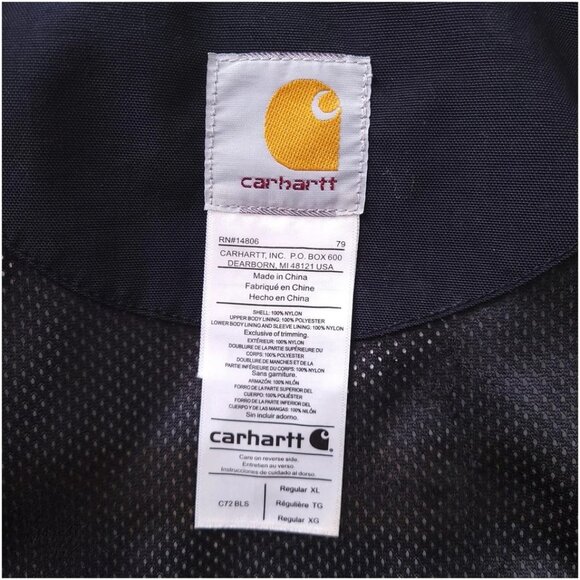 carhartt
RN#14806 79
CARHARTT, INC. P.O. BOX 600
DEARBORN, MI 48121 USA
Made in China
Fabriqué en Chine
Hecho en China
SHELL: 100% NYLON
UPPER BODY LINING: 100% POLYESTER
LOWER BODY LINING AND SLEEVE LINING: 100% NYLON
Exclusive of trimming.
EXTÉRIEUR: 100% NYLON
DOUBLURE DE LA PARTIE SUPÉRIEURE DU
CORPS: 100% POLYESTER
DOUBLURE DE MANCHES ET DE LA
PARTIE INFÉRIEURE DU CORPS: 100% NYLON
Sans garniture.
ARMAZÓN: 100% NILÓN
FORRO DE LA PARTE SUPERIOR DEL
CUERPO: 100% POLIÉSTER
FORRO DE LA PARTE INFERIOR DEL
CUERPO Y DE LAS MANGAS: 100% NILÓN
Sin incluir adorno.
carhartt
Care on reverse side.
Entretien au verso.
Instrucciones de cuidado al dorso.
C72 BLS
Regular XL
Régulière TG
Regular XG